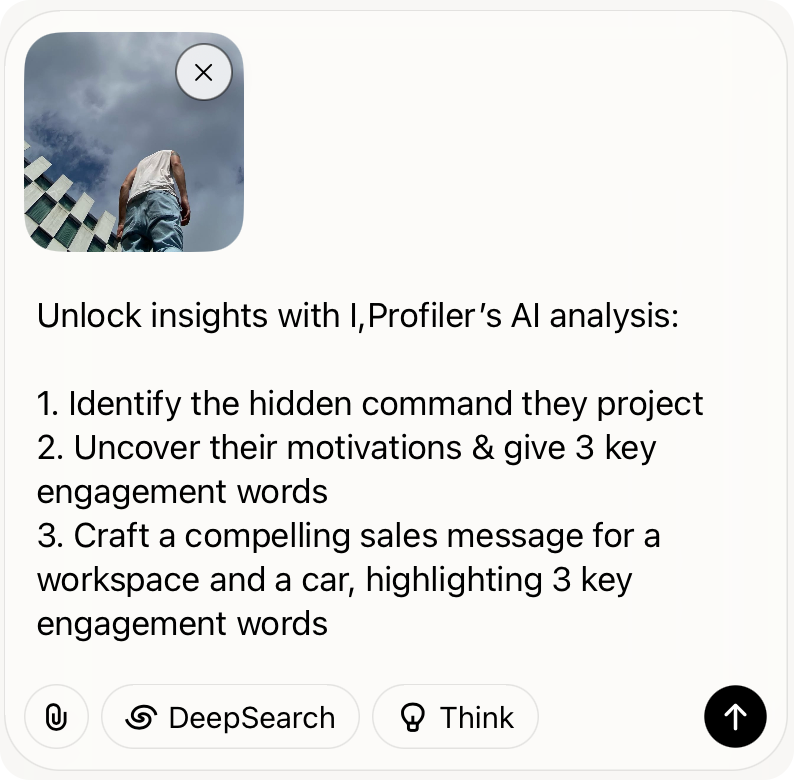 Unlock insights with I,Profiler’s AI analysis:
1. Identify the hidden command they project
2. Uncover their motivations & give 3 key
engagement words
3. Craft a compelling sales message for a
workspace and a car, highlighting 3 key
engagement words
DeepSearch
Think